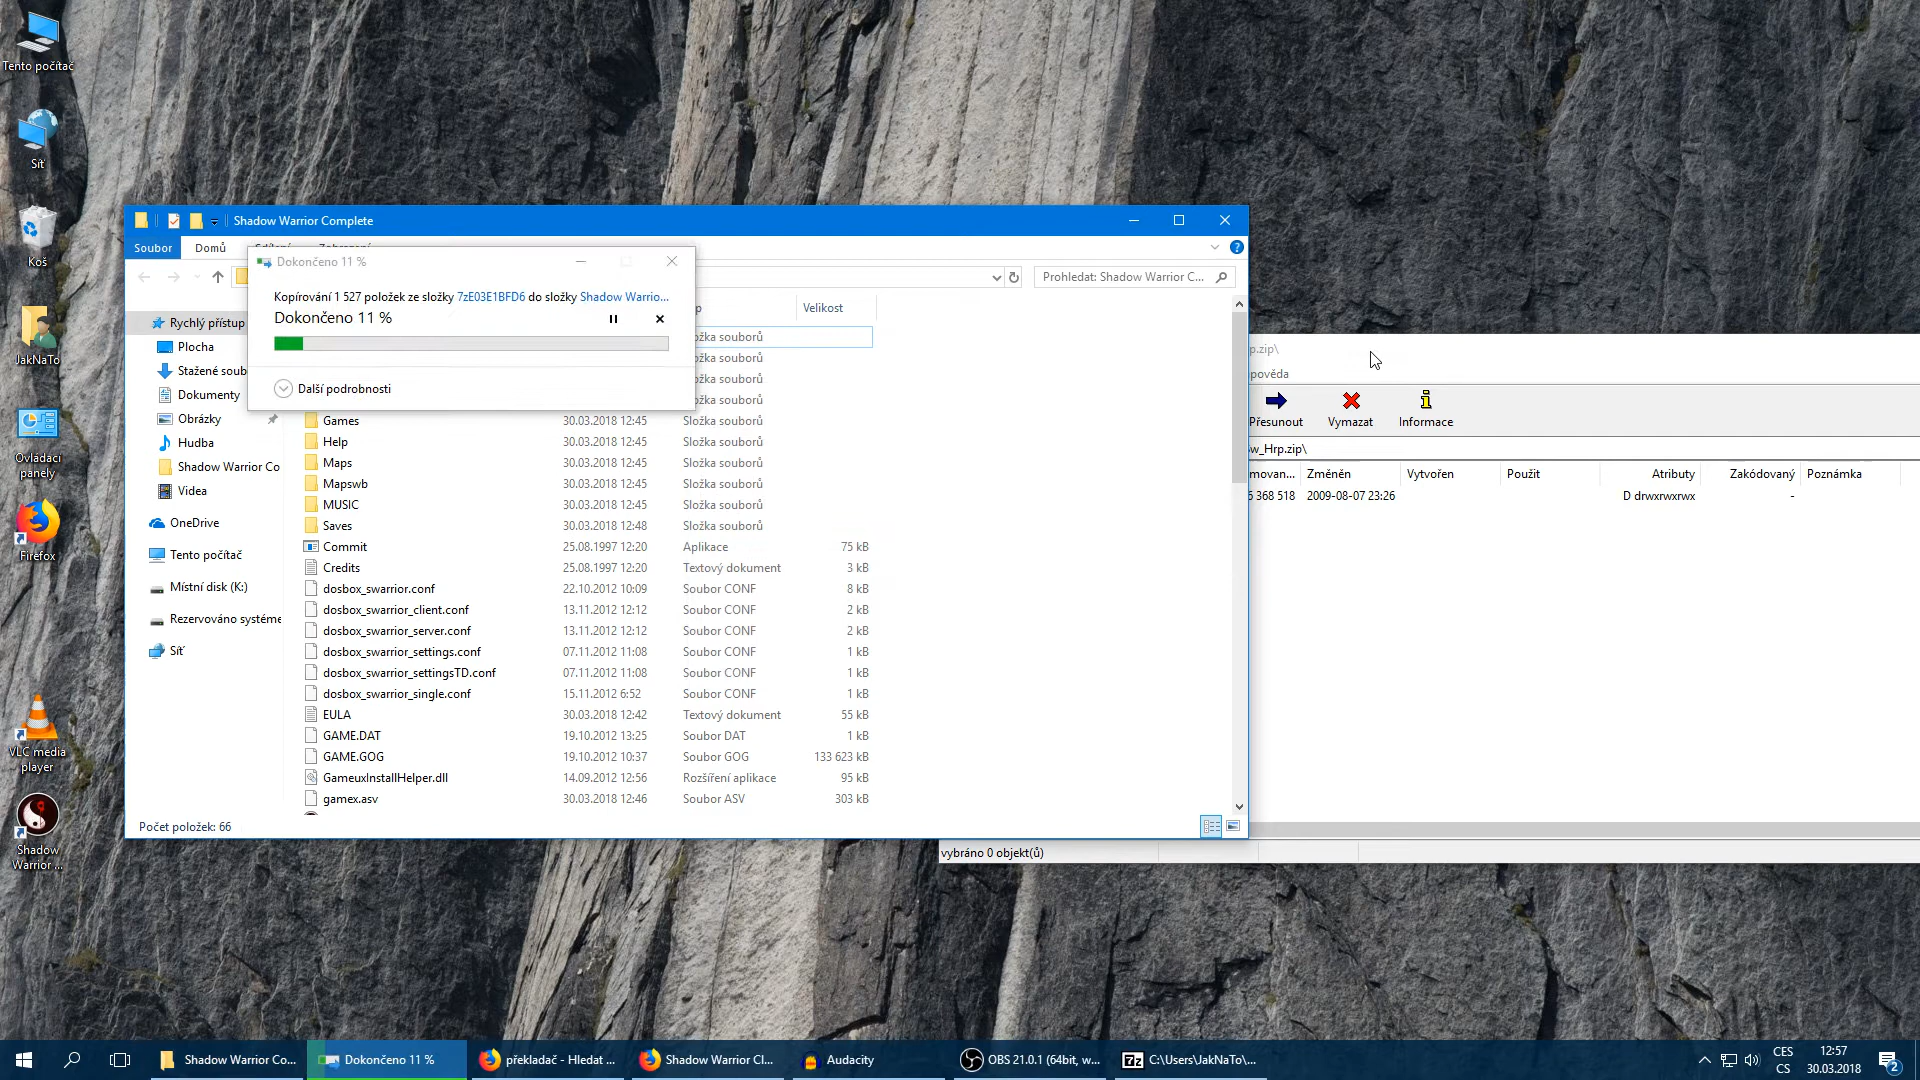 Tento počítač
Síť
Koš
JakNaTo
Ovládací
panely
Firefox
VLC media
player
Shadow
Warrior ...
Shadow Warrior Complete
Soubor
Domů
Prohledat: Shadow Warrior C...
Dokončeno 11 %
Kopírování 1 527 položek ze složky 7zE03E1BFD6 do složky Shadow Warrio...
Dokončeno 11 %
Další podrobnosti
Rychlý přístup
Plocha
Stažené soub
Dokumenty
Obrázky
Hudba
Shadow Warrior Co
Videa
OneDrive
Tento počítač
Místní disk (K:)
Rezervováno systéme
Síť
p
Velikost
ožka souborů
ožka souborů
ožka souborů
ožka souborů
Games 30.03.2018 12:45 Složka souborů
Help 30.03.2018 12:45 Složka souborů
Maps 30.03.2018 12:45 Složka souborů
Mapswb 30.03.2018 12:45 Složka souborů
MUSIC 30.03.2018 12:45 Složka souborů
Saves 30.03.2018 12:48 Složka souborů
Commit 25.08.1997 12:20 Aplikace 75 kB
Credits 25.08.1997 12:20 Textový dokument 3 kB
dosbox_swarrior.conf 22.10.2012 10:09 Soubor CONF 8 kB
dosbox_swarrior_client.conf 13.11.2012 12:12 Soubor CONF 2 kB
dosbox_swarrior_server.conf 13.11.2012 12:12 Soubor CONF 2 kB
dosbox_swarrior_settings.conf 07.11.2012 11:08 Soubor CONF 1 kB
dosbox_swarrior_settingsTD.conf 07.11.2012 11:08 Soubor CONF 1 kB
dosbox_swarrior_single.conf 15.11.2012 6:52 Soubor CONF 1 kB
EULA 30.03.2018 12:42 Textový dokument 55 kB
GAME.DAT 19.10.2012 13:25 Soubor DAT 1 kB
GAME.GOG 19.10.2012 10:37 Soubor GOG 133 623 kB
GameuxInstallHelper.dll 14.09.2012 12:56 Rozšíření aplikace 95 kB
gamex.asv 30.03.2018 12:46 Soubor ASV 303 kB
Počet položek: 66
p.zip\
pověda
Přesunout
Vymazat
Informace
w_Hrp.zip\
movan... Změněn Vytvořen Použit Atributy Zakódovaný Poznámka
6 368 518 2009-08-07 23:26 D drwxrwxrwx -
vybráno 0 objekt(ů)
Shadow Warrior Co...
Dokončeno 11 %
překladač - Hledat ...
Shadow Warrior Cl...
Audacity
OBS 21.0.1 (64bit, w...
7z
C:\Users\JakNaTo\...
CES
CS
12:57
30.03.2018
2